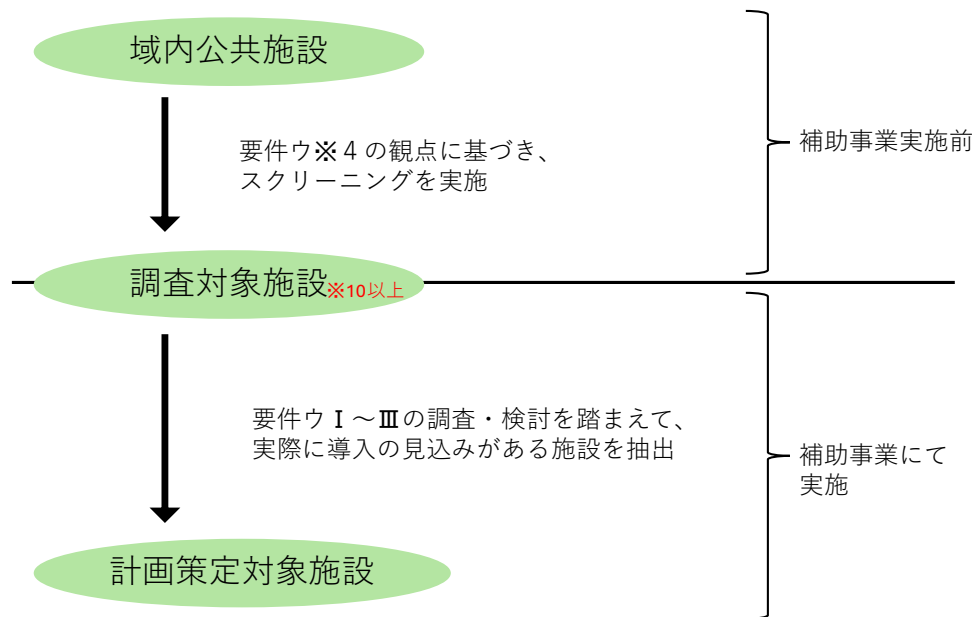 域内公共施設
要件ウ※４の観点に基づき、
スクリーニングを実施
補助事業実施前
調査対象施設※10以上
要件ウⅠ～Ⅲの調査・検討を踏まえて、
実際に導入の見込みがある施設を抽出
補助事業にて
実施
計画策定対象施設